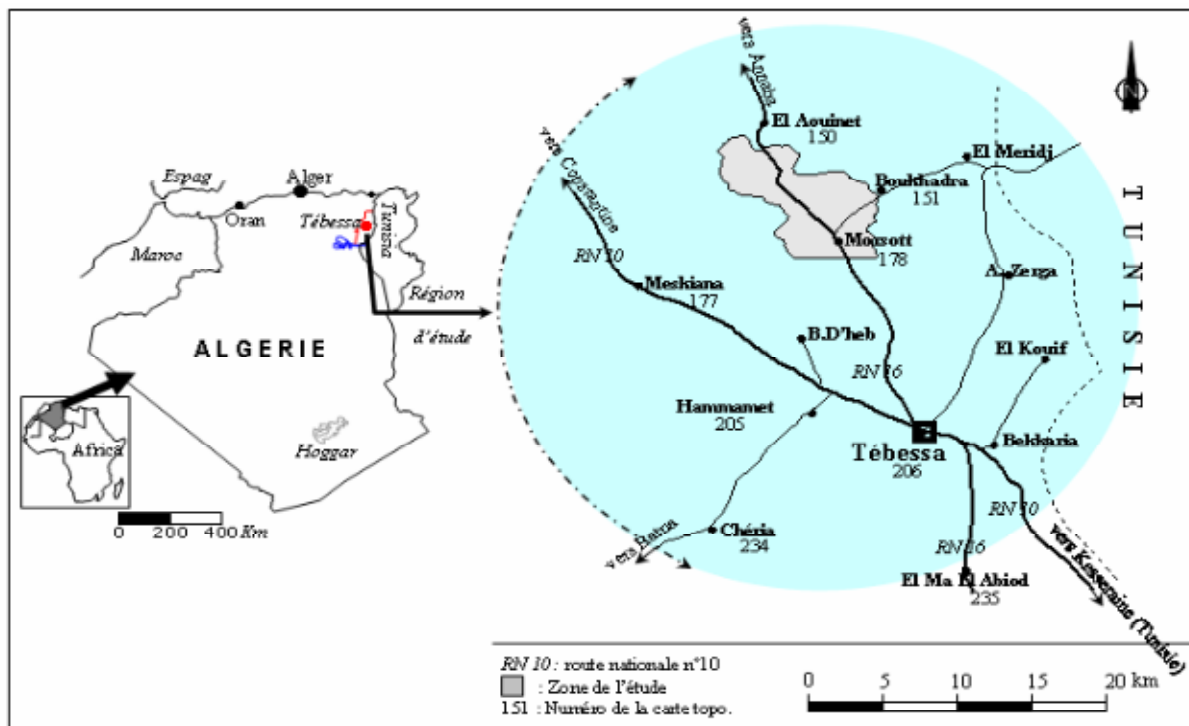 Espag
Alger
Oran
Tébessa
Tunisia
Maroc
Région
d'étude
ALGERIE
Hoggar
Africa
0 200 400 Km
vers Annaba
El Aouinet
150
vers Constantine
El Meridj
Boukhadra
151
Morsott
178
TUNISIE
N
RN 10
Meskiana
177
A. Zerga
B.D'heb
El Kouif
RN 16
Hammamet
205
Bekkaria
Tébessa
206
RN 10
Chéria
234
vers Batna
RN 16
El Ma El Abiod
235
vers Kesseraine (Tunisie)
RN 10 : route nationale n°10
: Zone de l'étude
151 : Numéro de la carte topo.
0 5 10 15 20 km